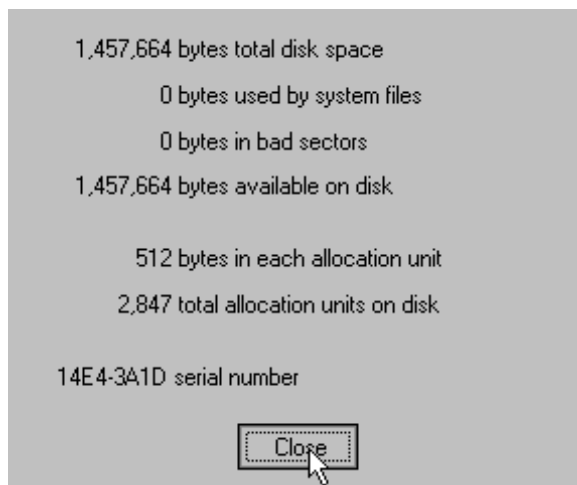 1,457,664 bytes total disk space
0 bytes used by system files
0 bytes in bad sectors
1,457,664 bytes available on disk
512 bytes in each allocation unit
2,847 total allocation units on disk
14E4-3A1D serial number
Close